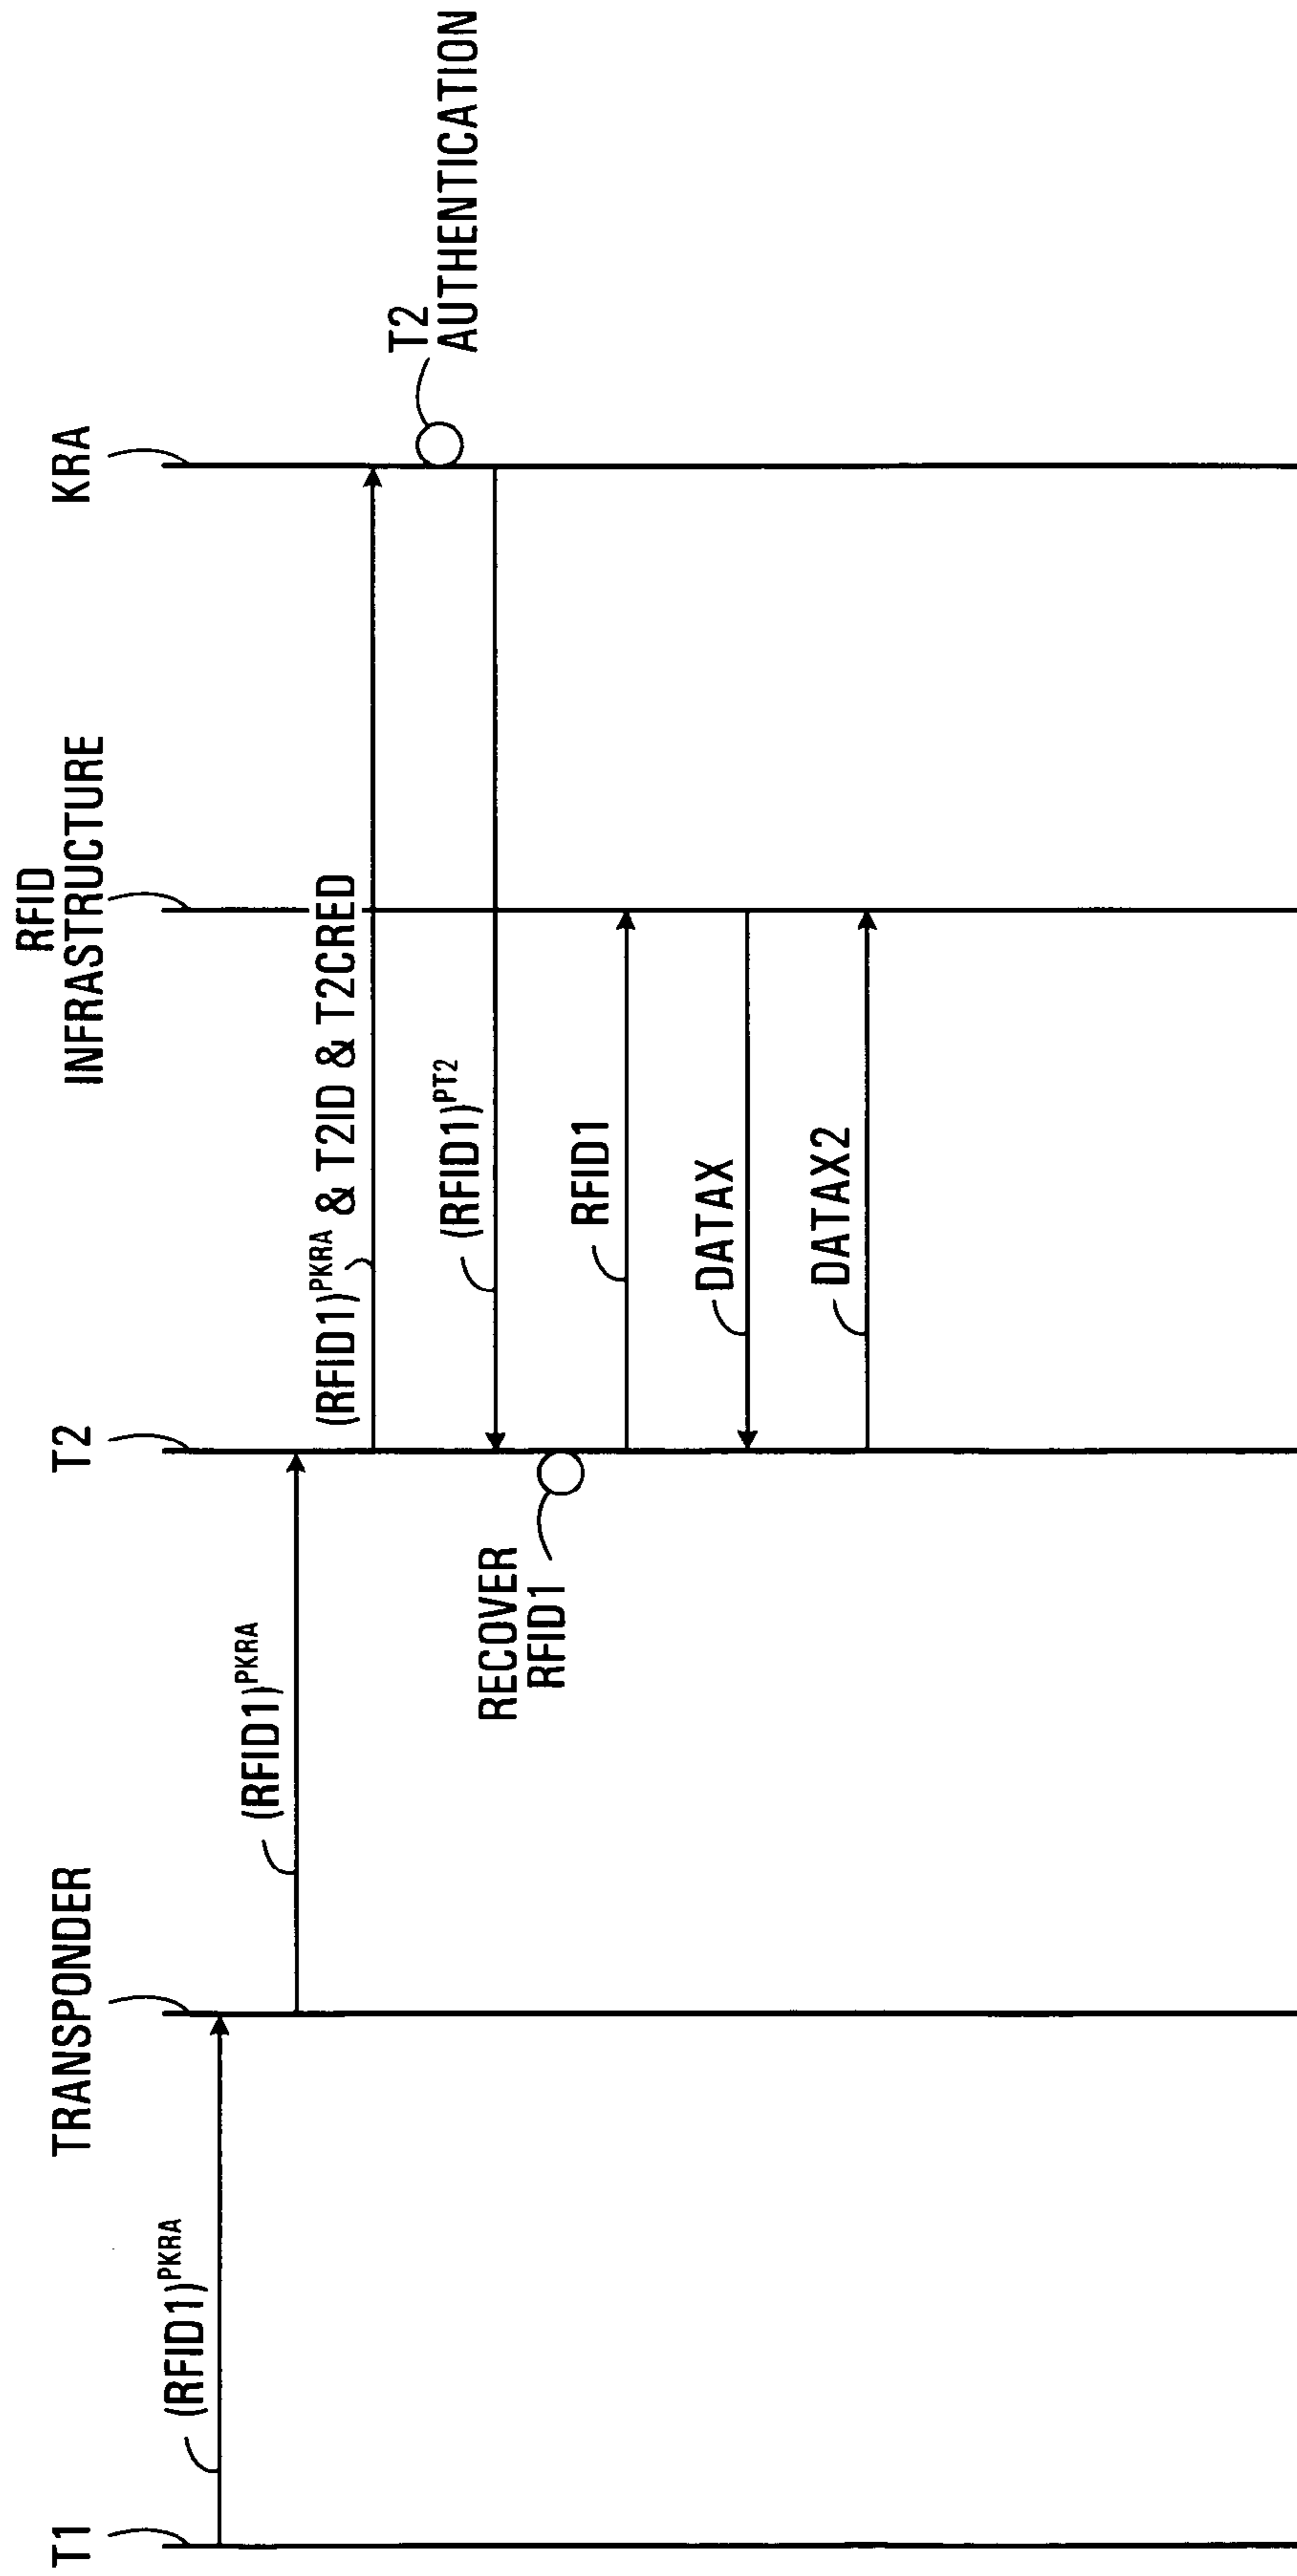 T1
TRANSPONDER
T2
RFID
INFRASTRUCTURE
KRA
(RFID1)^PKRA
(RFID1)^PKRA
(RFID1)^PKRA & T2ID & T2CRED
T2
AUTHENTICATION
(RFID1)^PT2
RECOVER
RFID1
RFID1
DATAX
DATAX2